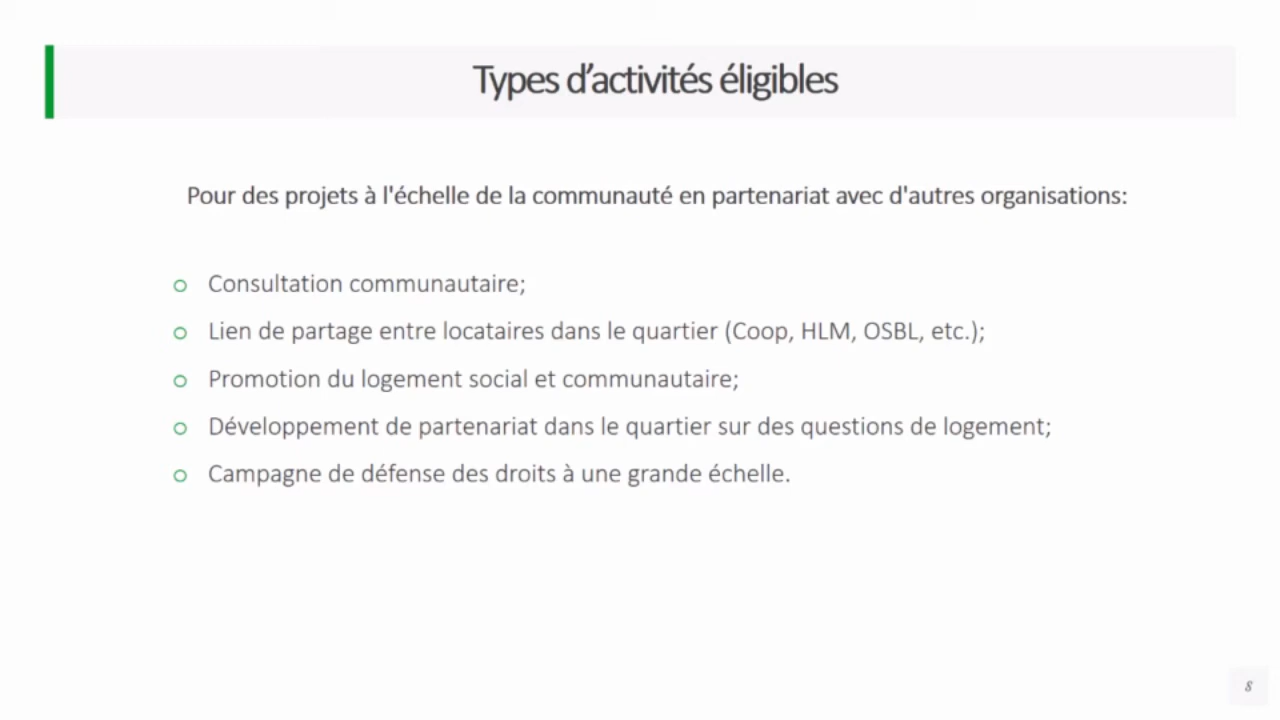 Types d’activités éligibles
Pour des projets à l'échelle de la communauté en partenariat avec d'autres organisations:
Consultation communautaire;
Lien de partage entre locataires dans le quartier (Coop, HLM, OSBL, etc.);
Promotion du logement social et communautaire;
Développement de partenariat dans le quartier sur des questions de logement;
Campagne de défense des droits à une grande échelle.
8